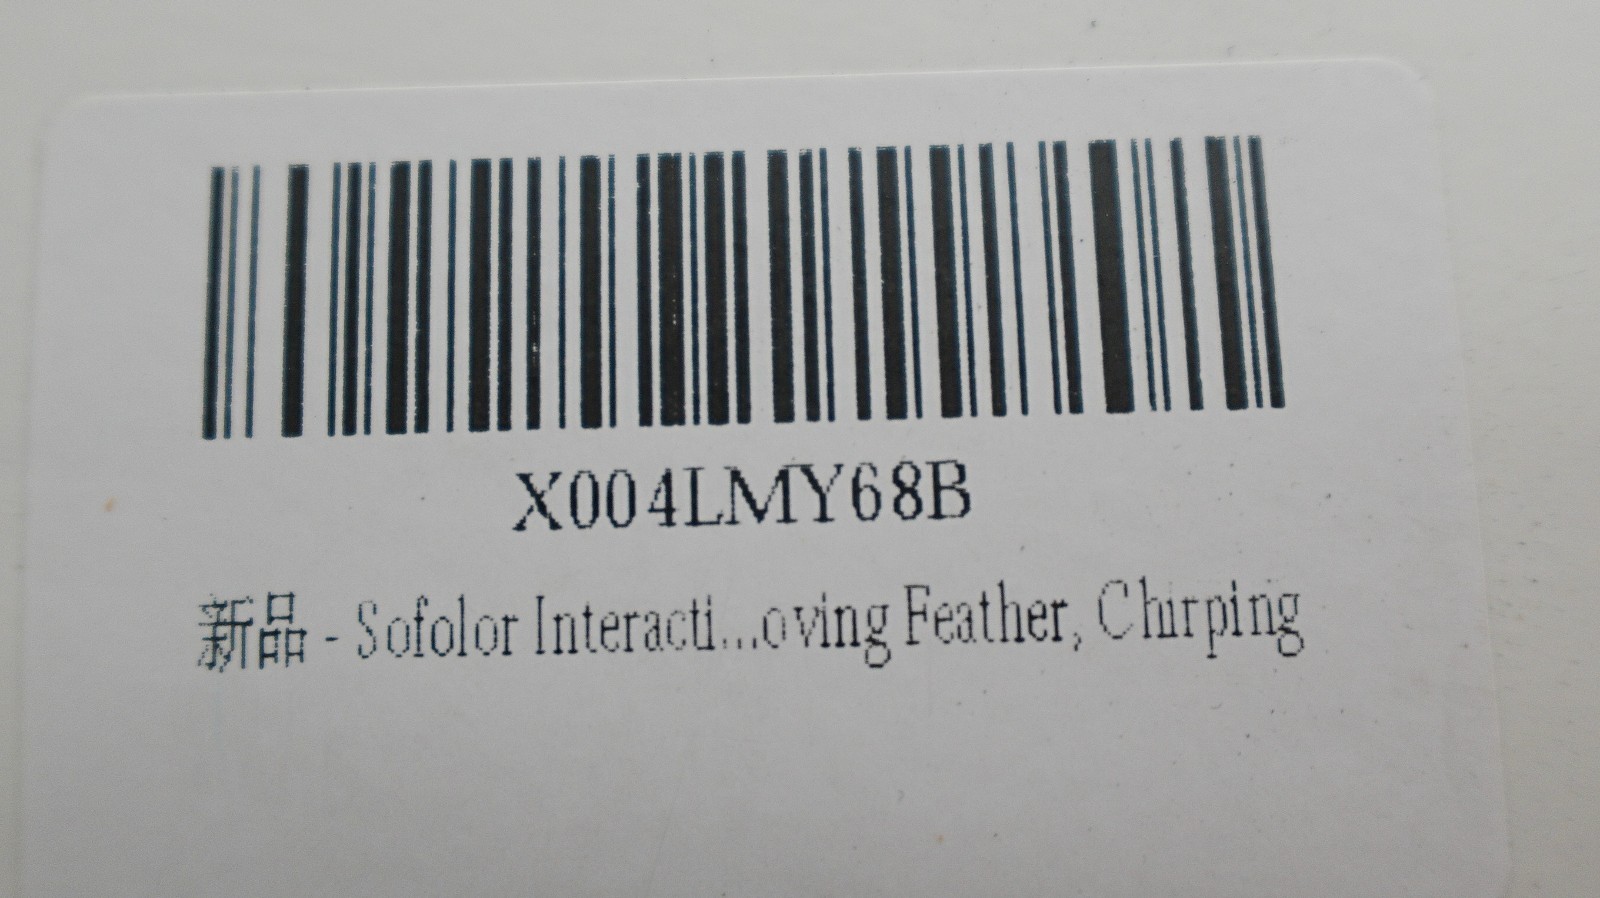 X004LMY68B
新品 - Sofolor Interacti...oving Feather, Chirping